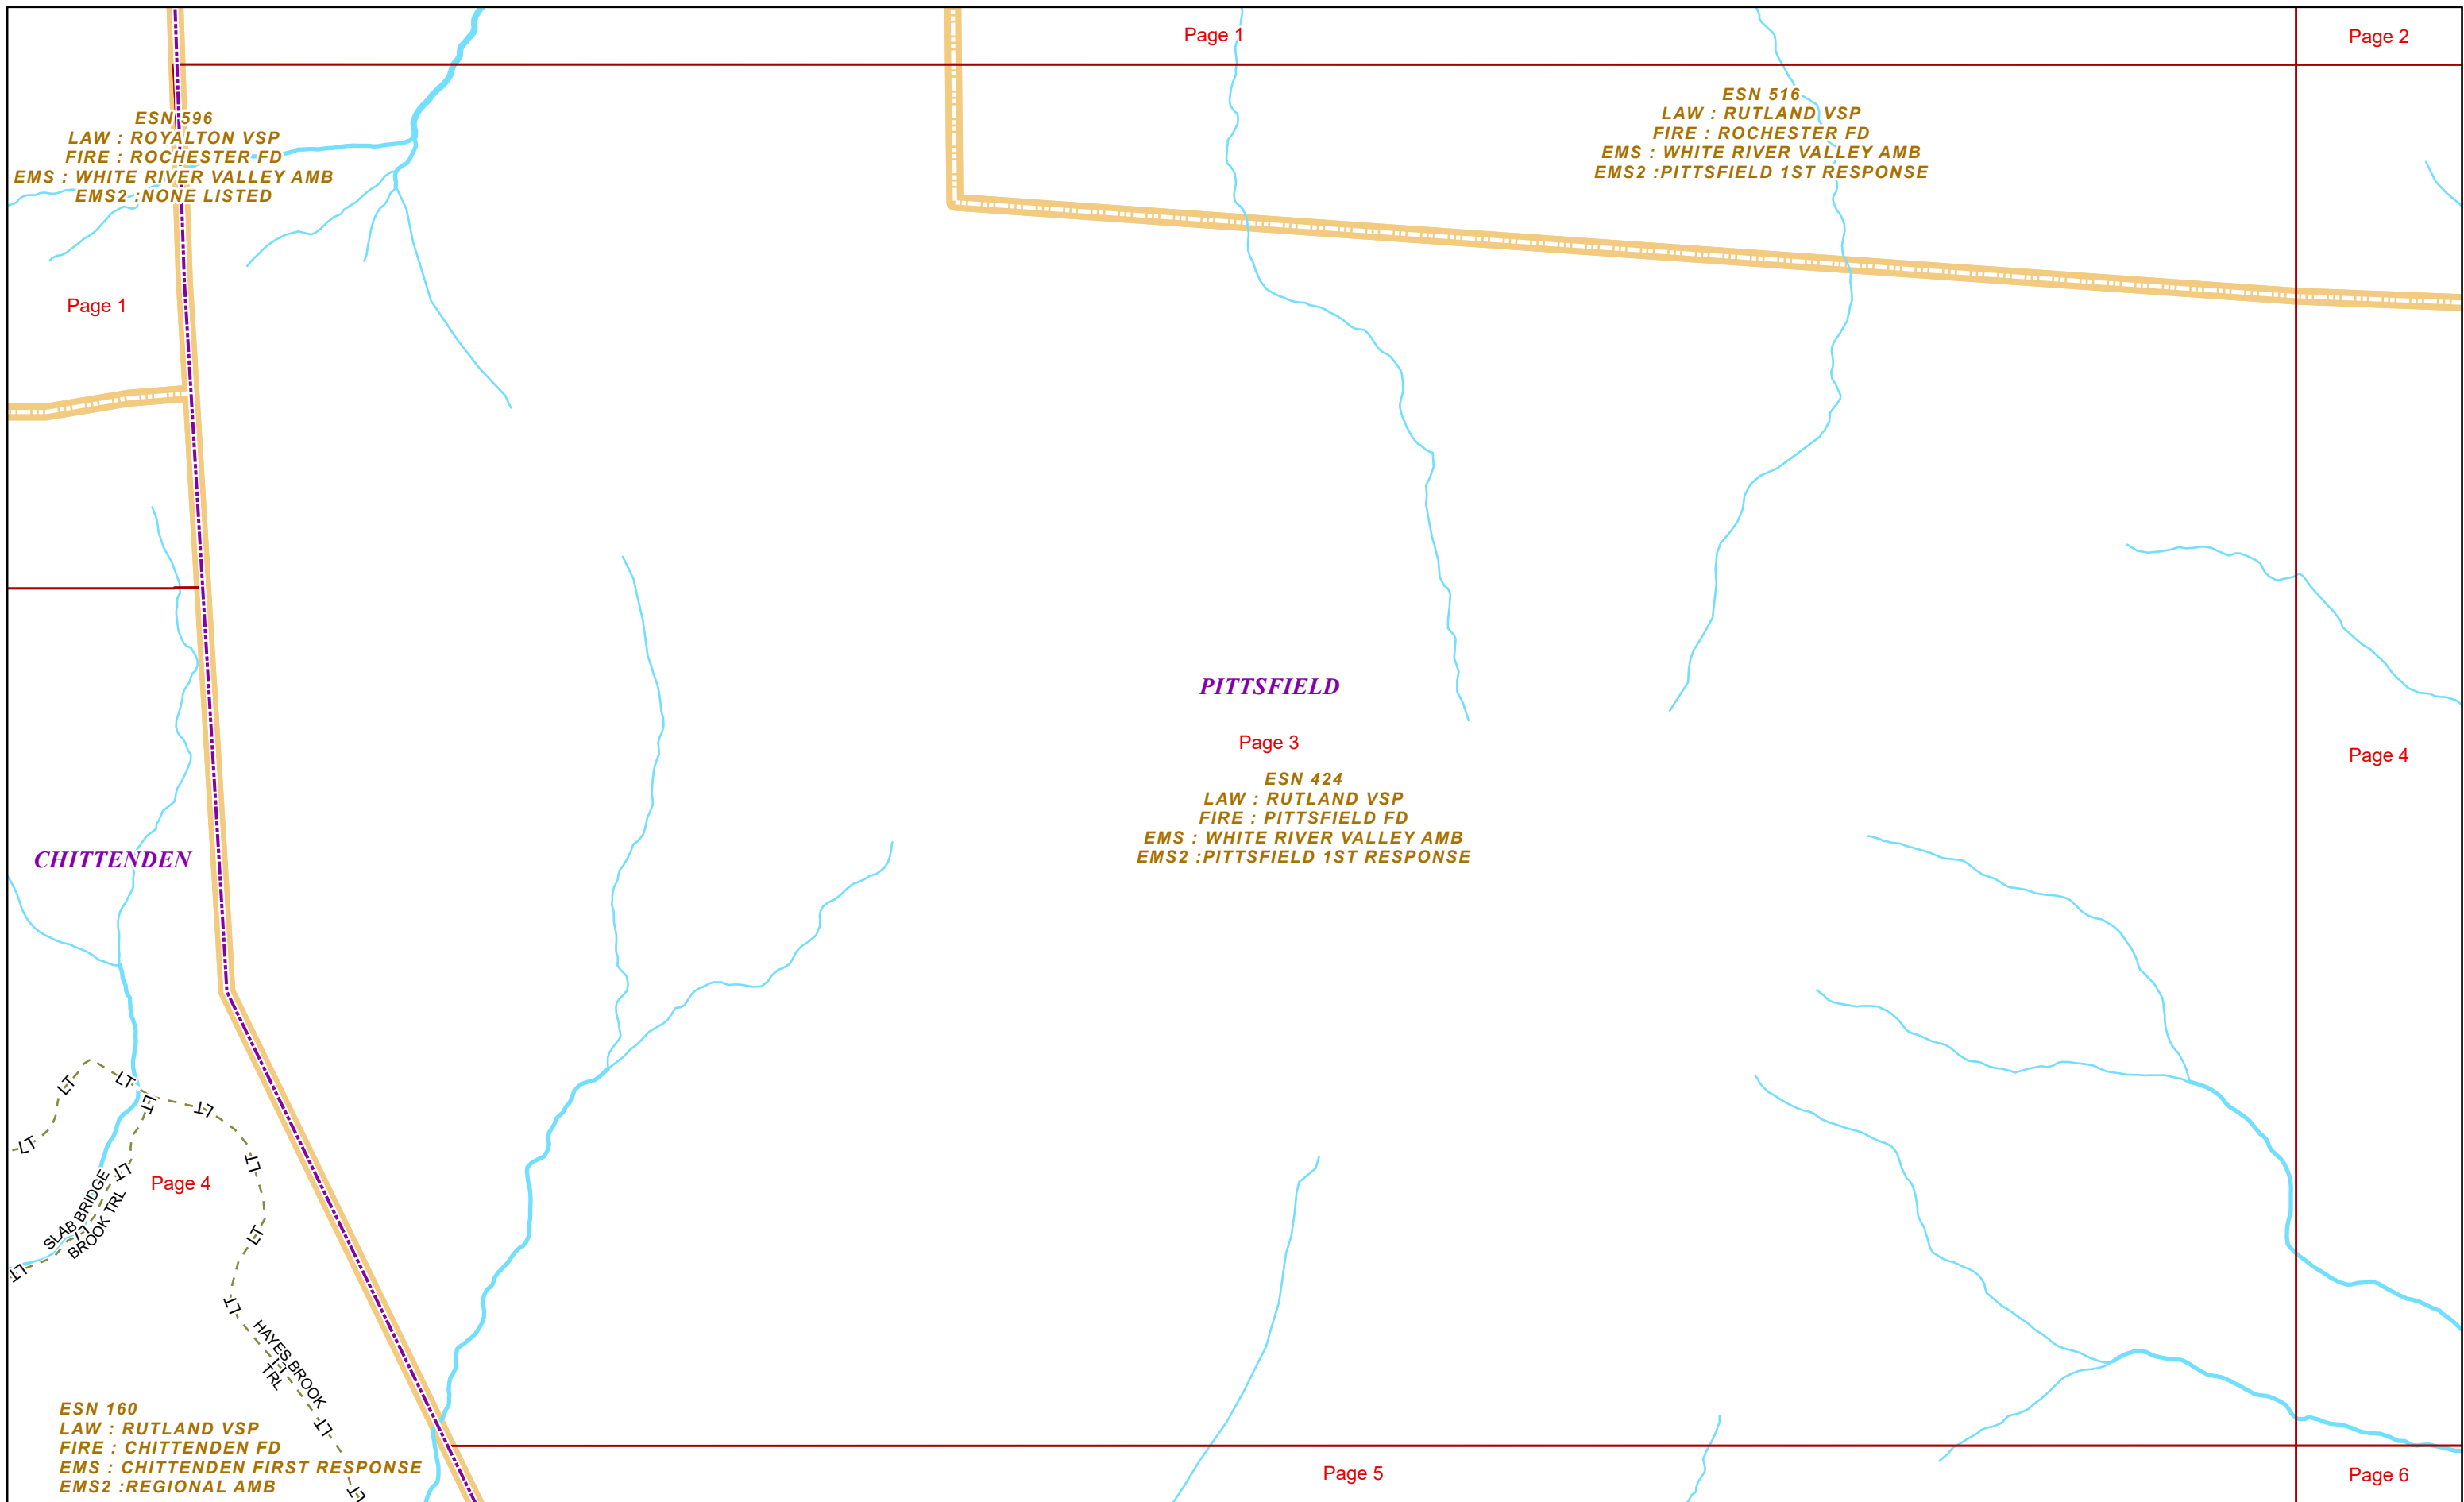 Page 1
Page 2
ESN 596
LAW : ROYALTON VSP
FIRE : ROCHESTER FD
EMS : WHITE RIVER VALLEY AMB
EMS2 :NONE LISTED
ESN 516
LAW : RUTLAND VSP
FIRE : ROCHESTER FD
EMS : WHITE RIVER VALLEY AMB
EMS2 :PITTSFIELD 1ST RESPONSE
Page 1
PITTSFIELD
Page 3
ESN 424
LAW : RUTLAND VSP
FIRE : PITTSFIELD FD
EMS : WHITE RIVER VALLEY AMB
EMS2 :PITTSFIELD 1ST RESPONSE
Page 4
CHITTENDEN
LT
LT
LT
LT
LT
LT
LT
Page 4
SLAB BRIDGE
BROOK TRL
LT
LT
LT
LT
HAYES BROOK
TRL
LT
LT
LT
ESN 160
LAW : RUTLAND VSP
FIRE : CHITTENDEN FD
EMS : CHITTENDEN FIRST RESPONSE
EMS2 :REGIONAL AMB
Page 5
Page 6